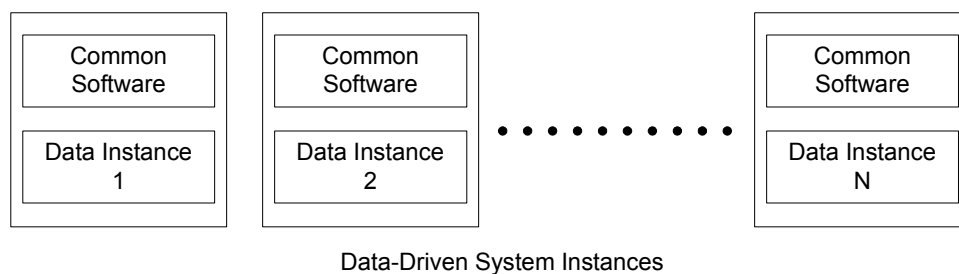 Common
Software
Data Instance
1
Common
Software
Data Instance
2
Common
Software
Data Instance
N
Data-Driven System Instances